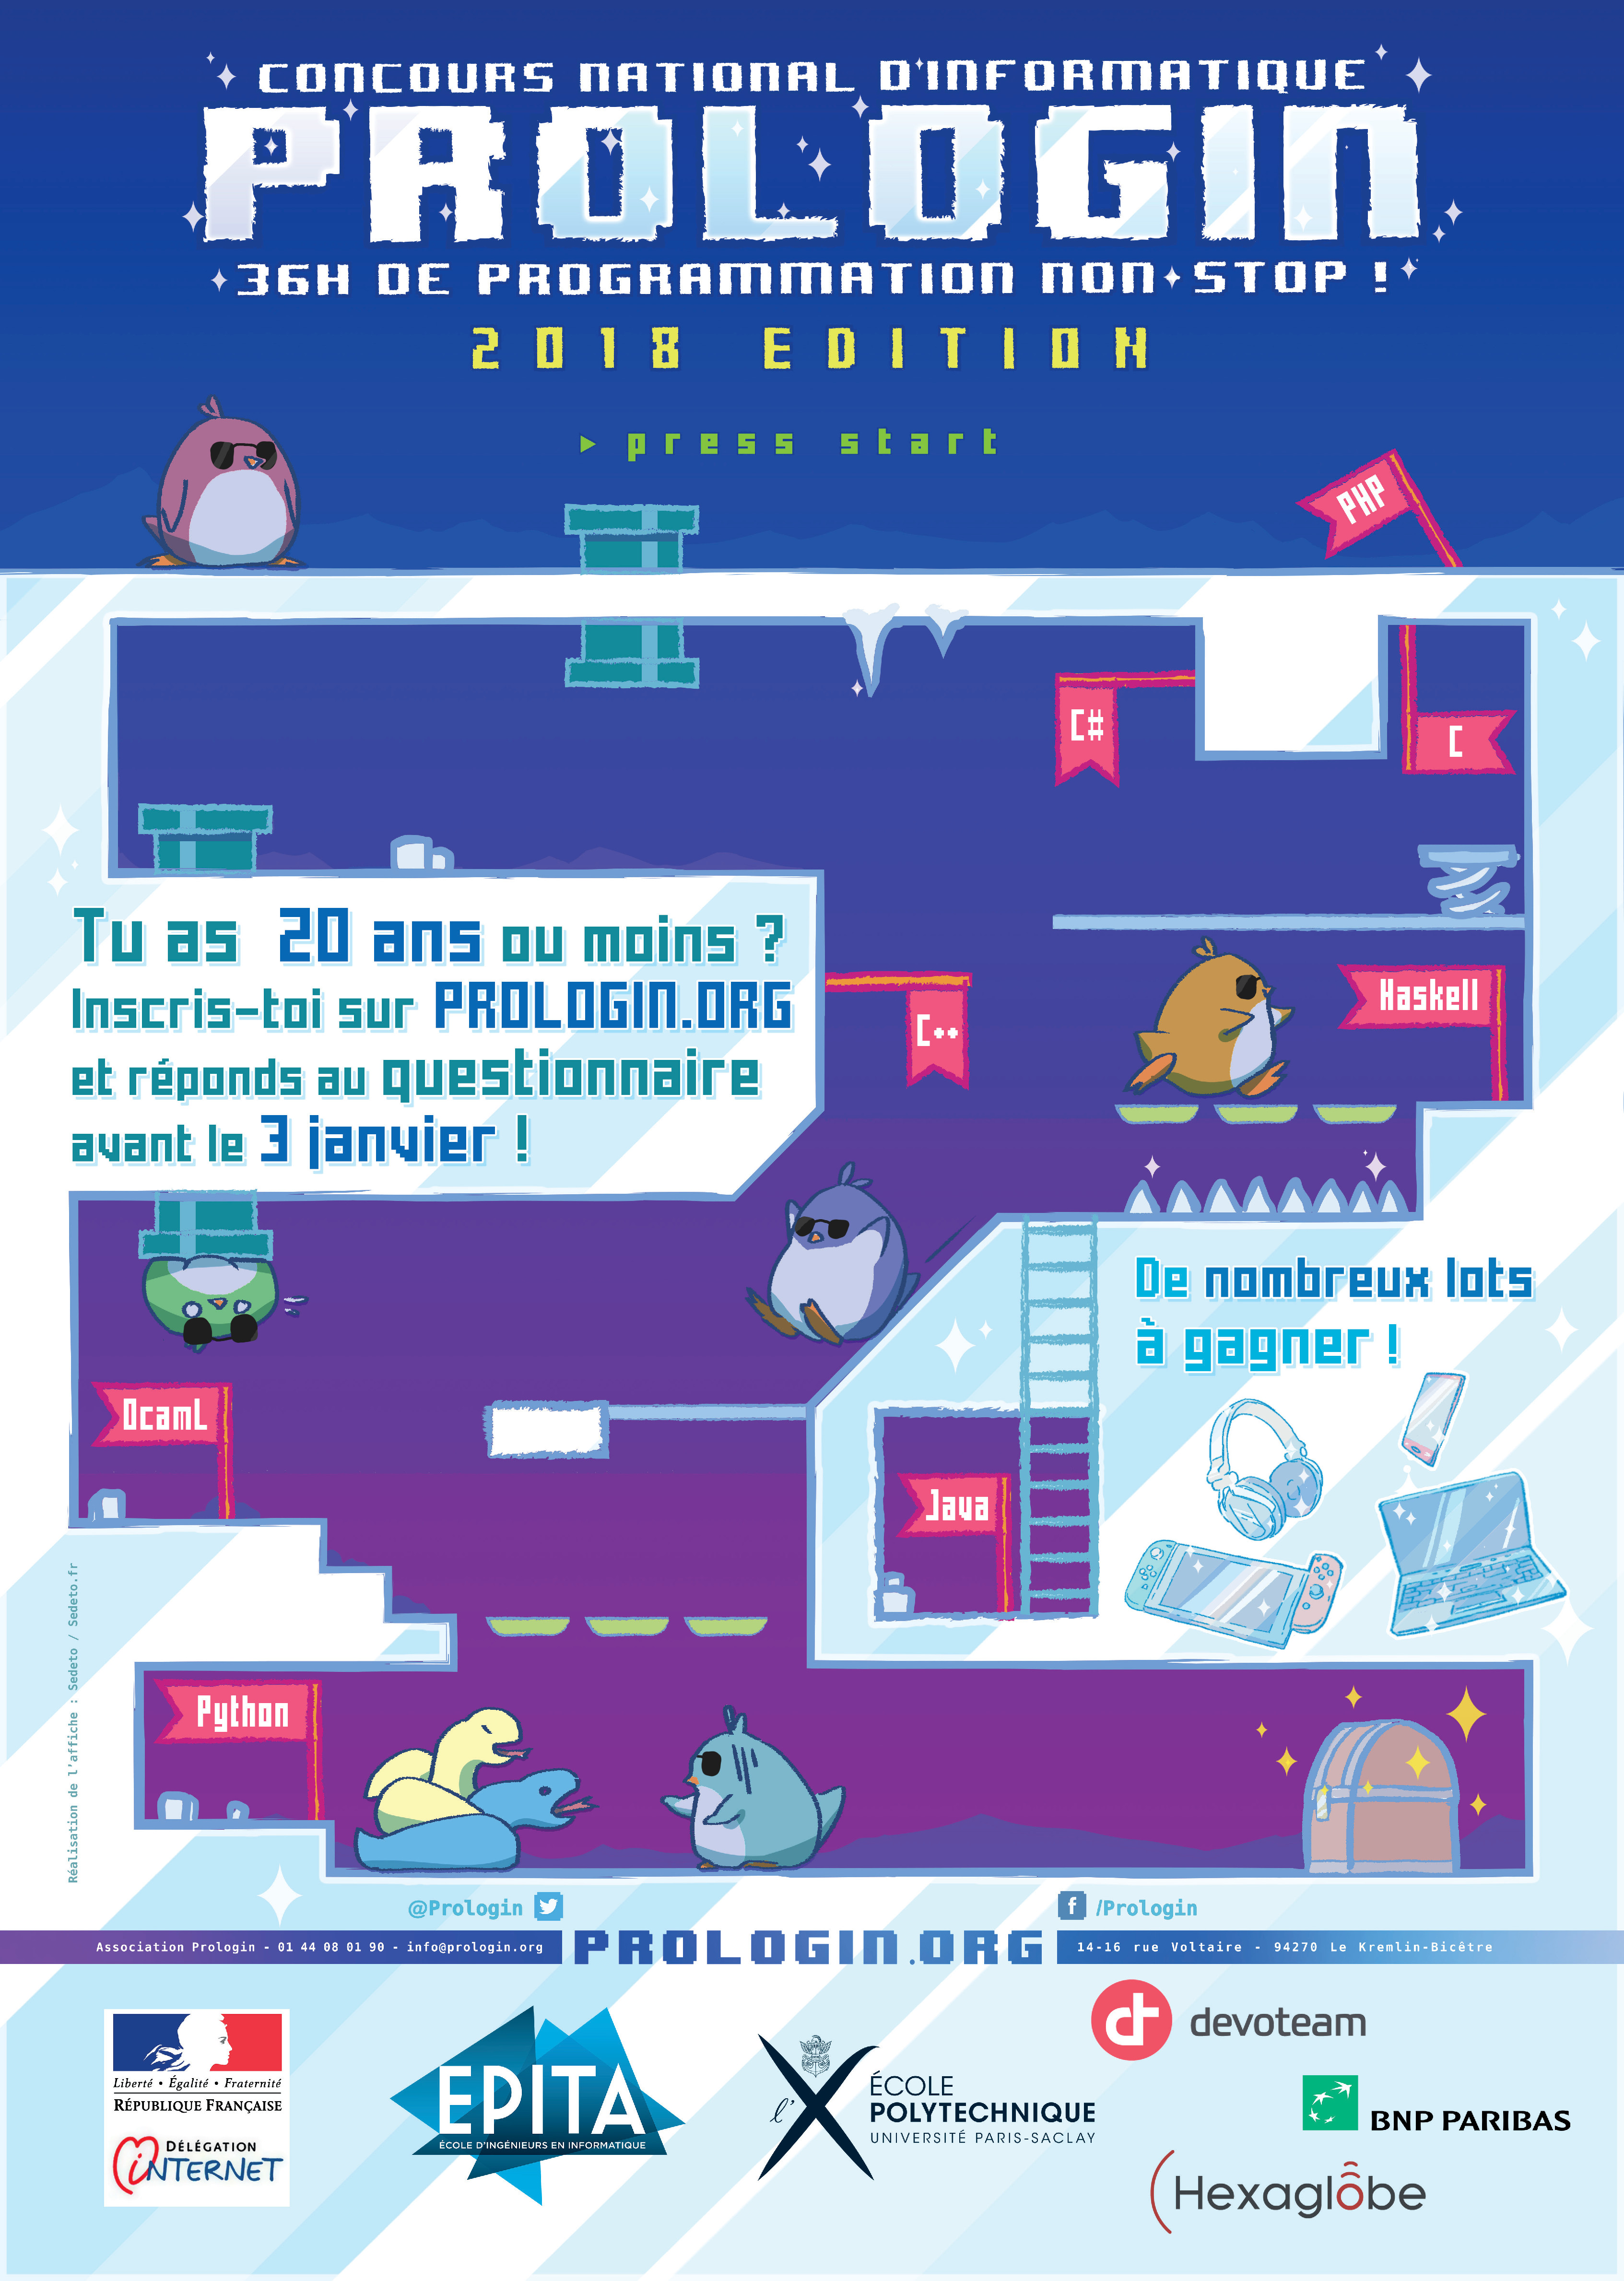 CONCOURS NATIONAL D'INFORMATIQUE
PROLOGIN
36H DE PROGRAMMATION NON-STOP !
2018 EDITION
▸ press start
PHP
C#
C
Tu as 20 ans ou moins ?
Inscris-toi sur PROLOGIN.ORG
et réponds au questionnaire
avant le 3 janvier !
C++
Haskell
De nombreux lots
à gagner !
Ocaml
Java
Python
Réalisation de l'affiche : Sedeto / Sedeto.fr
@Prologin
/Prologin
Association Prologin - 01 44 08 01 90 - info@prologin.org
PROLOGIN.ORG
14-16 rue Voltaire - 94270 Le Kremlin-Bicêtre
Liberté • Égalité • Fraternité
RÉPUBLIQUE FRANÇAISE
DÉLÉGATION
iNTERNET
EPITA
ÉCOLE D'INGÉNIEURS EN INFORMATIQUE
l'X
ÉCOLE
POLYTECHNIQUE
UNIVERSITÉ PARIS-SACLAY
dt devoteam
BNP PARIBAS
Hexaglôbe